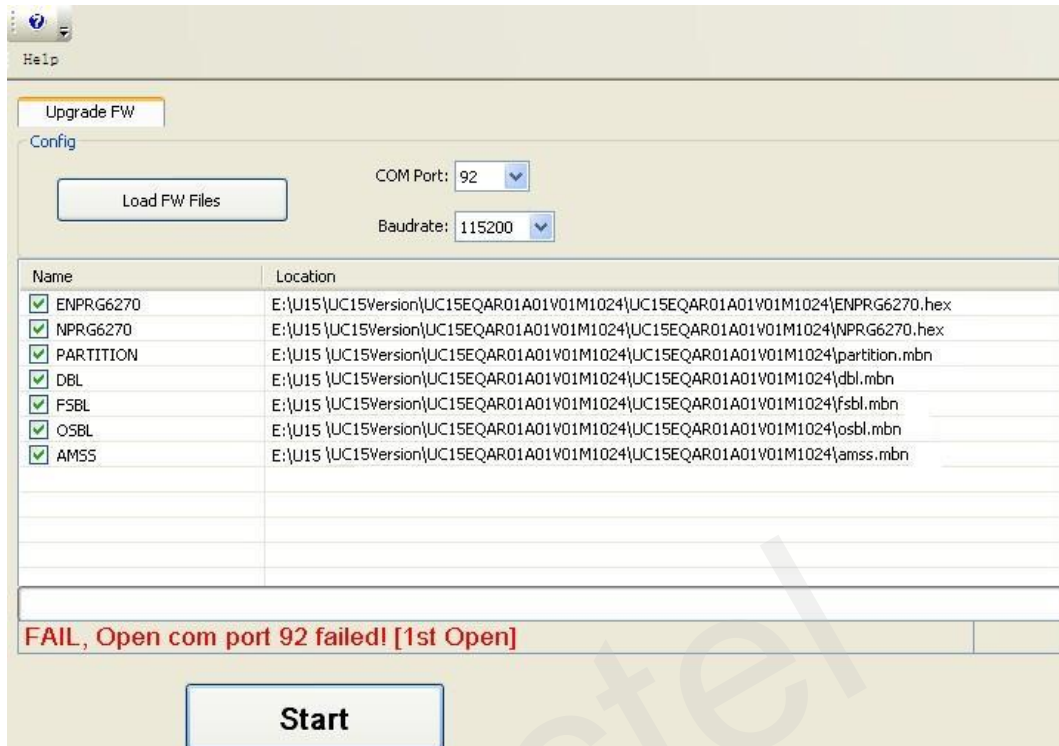 Help
Upgrade FW
Config
Load FW Files
COM Port: 92
Baudrate: 115200
Name Location
ENPRG6270 E:\U15\UC15Version\UC15EQAR01A01V01M1024\UC15EQAR01A01V01M1024\ENPRG6270.hex
NPRG6270 E:\U15\UC15Version\UC15EQAR01A01V01M1024\UC15EQAR01A01V01M1024\NPRG6270.hex
PARTITION E:\U15 \UC15Version\UC15EQAR01A01V01M1024\UC15EQAR01A01V01M1024\partition.mbn
DBL E:\U15 \UC15Version\UC15EQAR01A01V01M1024\UC15EQAR01A01V01M1024\dbl.mbn
FSBL E:\U15 \UC15Version\UC15EQAR01A01V01M1024\UC15EQAR01A01V01M1024\fsbl.mbn
OSBL E:\U15 \UC15Version\UC15EQAR01A01V01M1024\UC15EQAR01A01V01M1024\osbl.mbn
AMSS E:\U15 \UC15Version\UC15EQAR01A01V01M1024\UC15EQAR01A01V01M1024\amss.mbn
FAIL, Open com port 92 failed! [1st Open]
Start